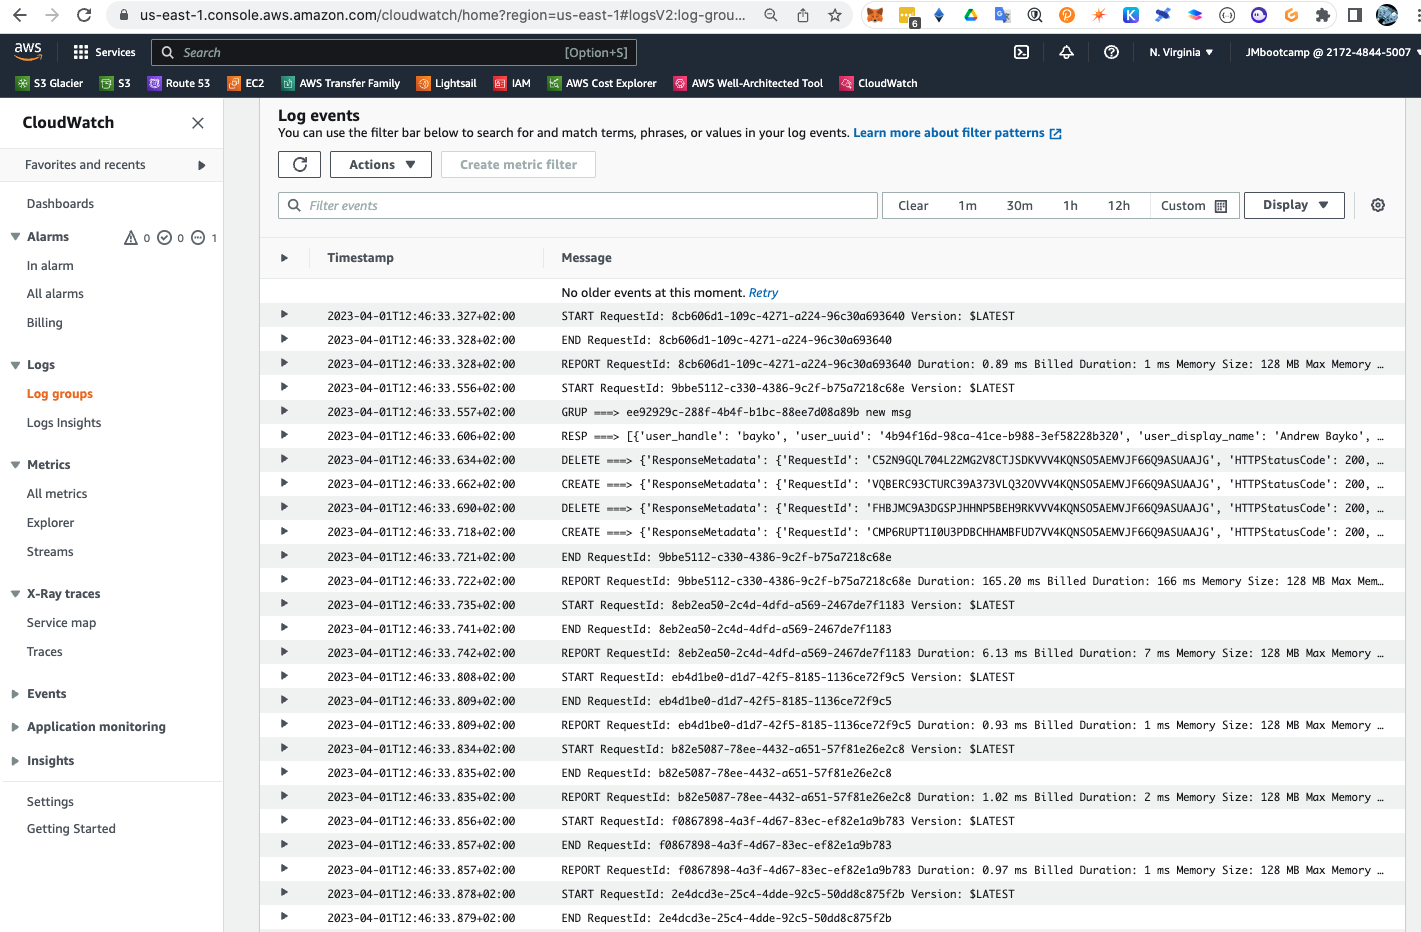 us-east-1.console.aws.amazon.com/cloudwatch/home?region=us-east-1#logsV2:log-grou...
6
aws
Services
Search
[Option+S]
N. Virginia
JMbootcamp @ 2172-4844-5007
S3 Glacier
S3
Route 53
EC2
AWS Transfer Family
Lightsail
IAM
AWS Cost Explorer
AWS Well-Architected Tool
CloudWatch
CloudWatch
Favorites and recents
Dashboards
Alarms 0 0 1
In alarm
All alarms
Billing
Logs
Log groups
Logs Insights
Metrics
All metrics
Explorer
Streams
X-Ray traces
Service map
Traces
Events
Application monitoring
Insights
Settings
Getting Started
Log events
You can use the filter bar below to search for and match terms, phrases, or values in your log events. Learn more about filter patterns
Actions
Create metric filter
Filter events
Clear 1m 30m 1h 12h Custom
Display
Timestamp Message
No older events at this moment. Retry
2023-04-01T12:46:33.327+02:00 START RequestId: 8cb606d1-109c-4271-a224-96c30a693640 Version: $LATEST
2023-04-01T12:46:33.328+02:00 END RequestId: 8cb606d1-109c-4271-a224-96c30a693640
2023-04-01T12:46:33.328+02:00 REPORT RequestId: 8cb606d1-109c-4271-a224-96c30a693640 Duration: 0.89 ms Billed Duration: 1 ms Memory Size: 128 MB Max Memory …
2023-04-01T12:46:33.556+02:00 START RequestId: 9bbe5112-c330-4386-9c2f-b75a7218c68e Version: $LATEST
2023-04-01T12:46:33.557+02:00 GRUP ===> ee92929c-288f-4b4f-b1bc-88ee7d08a89b new msg
2023-04-01T12:46:33.606+02:00 RESP ===> [{'user_handle': 'bayko', 'user_uuid': '4b94f16d-98ca-41ce-b988-3ef58228b320', 'user_display_name': 'Andrew Bayko', …
2023-04-01T12:46:33.634+02:00 DELETE ===> {'ResponseMetadata': {'RequestId': 'C52N9GQL704L22MG2V8CTJSDKVVV4KQNSO5AEMVJF66Q9ASUAAJG', 'HTTPStatusCode': 200, …
2023-04-01T12:46:33.662+02:00 CREATE ===> {'ResponseMetadata': {'RequestId': 'VQBERC93CTURC39A373VLQ32OVVV4KQNSO5AEMVJF66Q9ASUAAJG', 'HTTPStatusCode': 200, …
2023-04-01T12:46:33.690+02:00 DELETE ===> {'ResponseMetadata': {'RequestId': 'FHBJMC9A3DGSPJHHNP5BEH9RKVVV4KQNSO5AEMVJF66Q9ASUAAJG', 'HTTPStatusCode': 200, …
2023-04-01T12:46:33.718+02:00 CREATE ===> {'ResponseMetadata': {'RequestId': 'CMP6RUPT1I0U3PDBCHHAMBFUD7VV4KQNSO5AEMVJF66Q9ASUAAJG', 'HTTPStatusCode': 200, …
2023-04-01T12:46:33.721+02:00 END RequestId: 9bbe5112-c330-4386-9c2f-b75a7218c68e
2023-04-01T12:46:33.722+02:00 REPORT RequestId: 9bbe5112-c330-4386-9c2f-b75a7218c68e Duration: 165.20 ms Billed Duration: 166 ms Memory Size: 128 MB Max Mem…
2023-04-01T12:46:33.735+02:00 START RequestId: 8eb2ea50-2c4d-4dfd-a569-2467de7f1183 Version: $LATEST
2023-04-01T12:46:33.741+02:00 END RequestId: 8eb2ea50-2c4d-4dfd-a569-2467de7f1183
2023-04-01T12:46:33.742+02:00 REPORT RequestId: 8eb2ea50-2c4d-4dfd-a569-2467de7f1183 Duration: 6.13 ms Billed Duration: 7 ms Memory Size: 128 MB Max Memory …
2023-04-01T12:46:33.808+02:00 START RequestId: eb4d1be0-d1d7-42f5-8185-1136ce72f9c5 Version: $LATEST
2023-04-01T12:46:33.809+02:00 END RequestId: eb4d1be0-d1d7-42f5-8185-1136ce72f9c5
2023-04-01T12:46:33.809+02:00 REPORT RequestId: eb4d1be0-d1d7-42f5-8185-1136ce72f9c5 Duration: 0.93 ms Billed Duration: 1 ms Memory Size: 128 MB Max Memory …
2023-04-01T12:46:33.834+02:00 START RequestId: b82e5087-78ee-4432-a651-57f81e26e2c8 Version: $LATEST
2023-04-01T12:46:33.835+02:00 END RequestId: b82e5087-78ee-4432-a651-57f81e26e2c8
2023-04-01T12:46:33.835+02:00 REPORT RequestId: b82e5087-78ee-4432-a651-57f81e26e2c8 Duration: 1.02 ms Billed Duration: 2 ms Memory Size: 128 MB Max Memory …
2023-04-01T12:46:33.856+02:00 START RequestId: f0867898-4a3f-4d67-83ec-ef82e1a9b783 Version: $LATEST
2023-04-01T12:46:33.857+02:00 END RequestId: f0867898-4a3f-4d67-83ec-ef82e1a9b783
2023-04-01T12:46:33.857+02:00 REPORT RequestId: f0867898-4a3f-4d67-83ec-ef82e1a9b783 Duration: 0.97 ms Billed Duration: 1 ms Memory Size: 128 MB Max Memory …
2023-04-01T12:46:33.878+02:00 START RequestId: 2e4dcd3e-25c4-4dde-92c5-50dd8c875f2b Version: $LATEST
2023-04-01T12:46:33.879+02:00 END RequestId: 2e4dcd3e-25c4-4dde-92c5-50dd8c875f2b